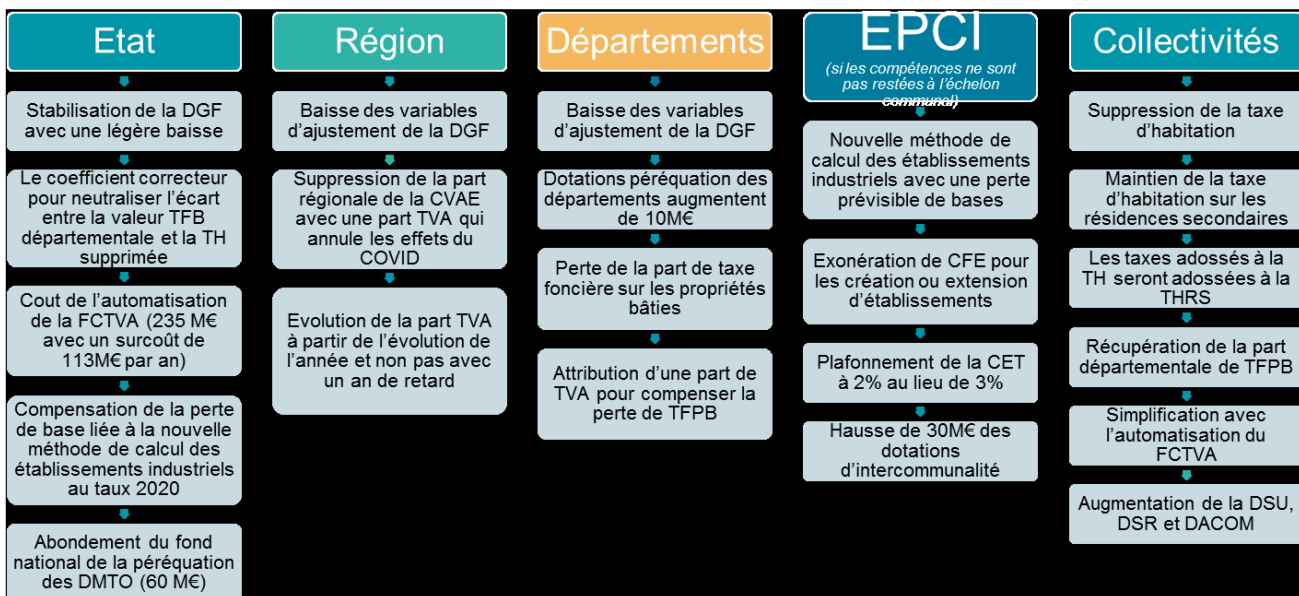 Etat
Stabilisation de la DGF
avec une légère baisse
Le coefficient correcteur
pour neutraliser l'écart
entre la valeur TFB
départementale et la TH
supprimée
Cout de l'automatisation
de la FCTVA (235 M€
avec un surcoût de
113M€ par an)
Compensation de la perte
de base liée à la nouvelle
méthode de calcul des
établissements industriels
au taux 2020
Abondement du fond
national de la péréquation
des DMTO (60 M€)
Région
Baisse des variables
d'ajustement de la DGF
Suppression de la part
régionale de la CVAE
avec une part TVA qui
annule les effets du
COVID
Evolution de la part TVA
à partir de l'évolution de
l'année et non pas avec
un an de retard
Départements
Baisse des variables
d'ajustement de la DGF
Dotations péréquation des
départements augmentent
de 10M€
Perte de la part de taxe
foncière sur les propriétés
bâties
Attribution d'une part de
TVA pour compenser la
perte de TFPB
EPCI
(si les compétences ne sont
pas restées à l'échelon
communal)
Nouvelle méthode de
calcul des établissements
industriels avec une perte
prévisible de bases
Exonération de CFE pour
les création ou extension
d'établissements
Plafonnement de la CET
à 2% au lieu de 3%
Hausse de 30M€ des
dotations
d'intercommunalité
Collectivités
Suppression de la taxe
d'habitation
Maintien de la taxe
d'habitation sur les
résidences secondaires
Les taxes adossés à la
TH seront adossées à la
THRS
Récupération de la part
départementale de TFPB
Simplification avec
l'automatisation du
FCTVA
Augmentation de la DSU,
DSR et DACOM